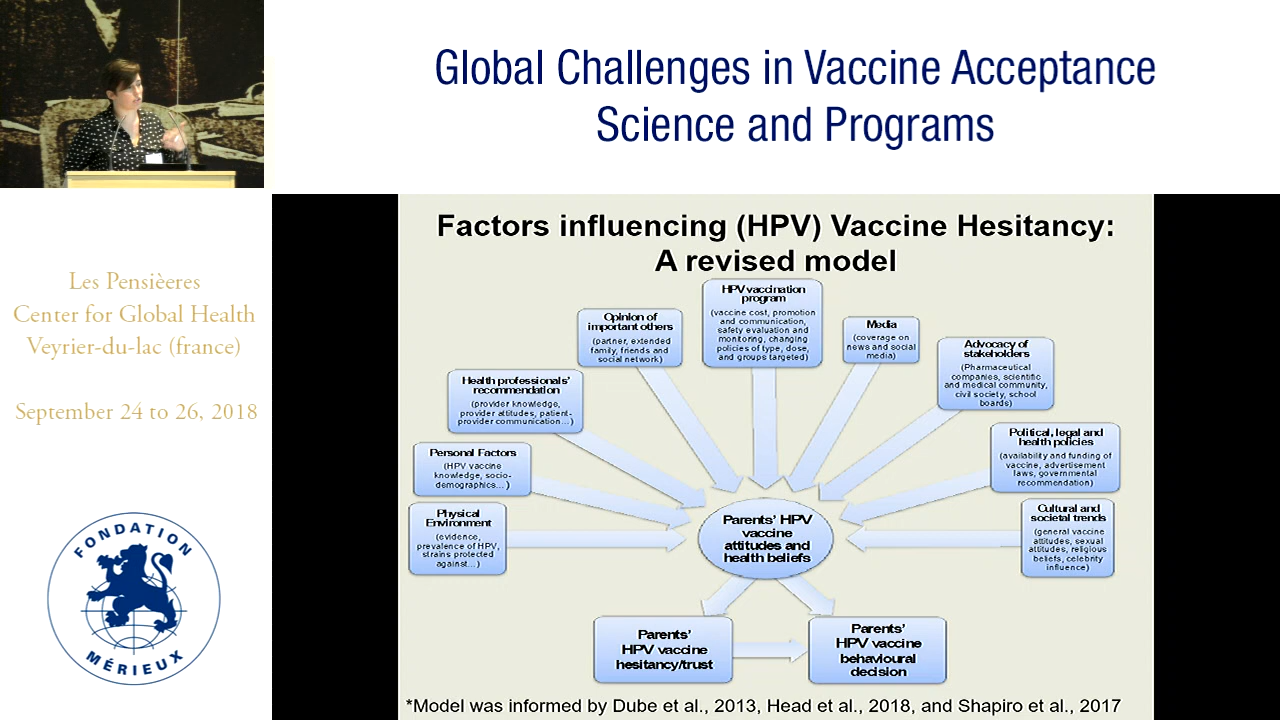 Global Challenges in Vaccine Acceptance
Science and Programs
Les Pensièeres
Center for Global Health
Veyrier-du-lac (france)
September 24 to 26, 2018
FONDATION
MÉRIEUX
Factors influencing (HPV) Vaccine Hesitancy:
A revised model
HPV vaccination
program
(vaccine cost, promotion
and communication,
safety evaluation and
monitoring, changing
policies of type, dose,
and groups targeted)
Opinion of
important others
(partner, extended
family, friends and
social network)
Media
(coverage on
news and social
media)
Advocacy of
stakeholders
(Pharmaceutical
companies, scientific
and medical community,
civil society, school
boards)
Health professionals'
recommendation
(provider knowledge,
provider attitudes, patient-
provider communication...)
Political, legal and
health policies
(availability and funding of
vaccine, advertisement
laws, governmental
recommendation)
Personal Factors
(HPV vaccine
knowledge, socio-
demographics... )
Physical
Environment
(evidence,
prevalence of HPV,
strains protected
against...)
Cultural and
societal trends
(general vaccine
attitudes, sexual
attitudes, religious
beliefs, celebrity
influence)
Parents' HPV
vaccine
attitudes and
health beliefs
Parents'
HPV vaccine
hesitancy/trust
Parents'
HPV vaccine
behavioural
decision
*Model was informed by Dube et al., 2013, Head et al., 2018, and Shapiro et al., 2017